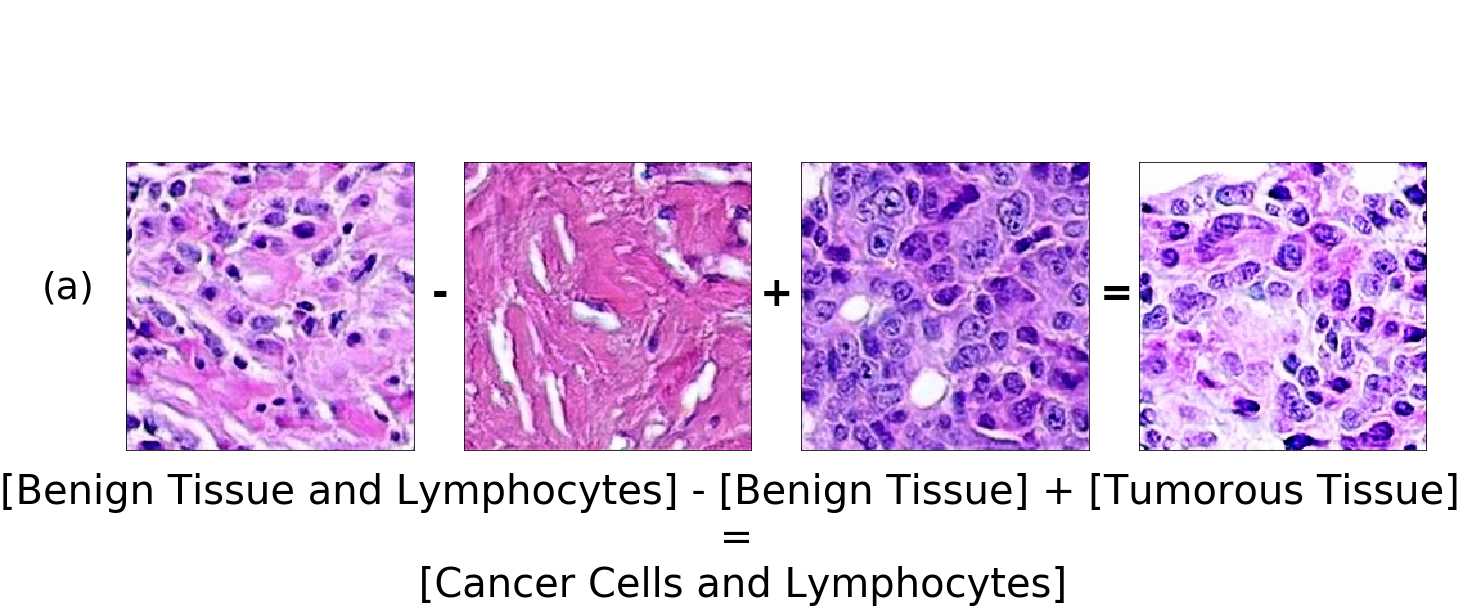 (a) - + =
[Benign Tissue and Lymphocytes] - [Benign Tissue] + [Tumorous Tissue]
=
[Cancer Cells and Lymphocytes]